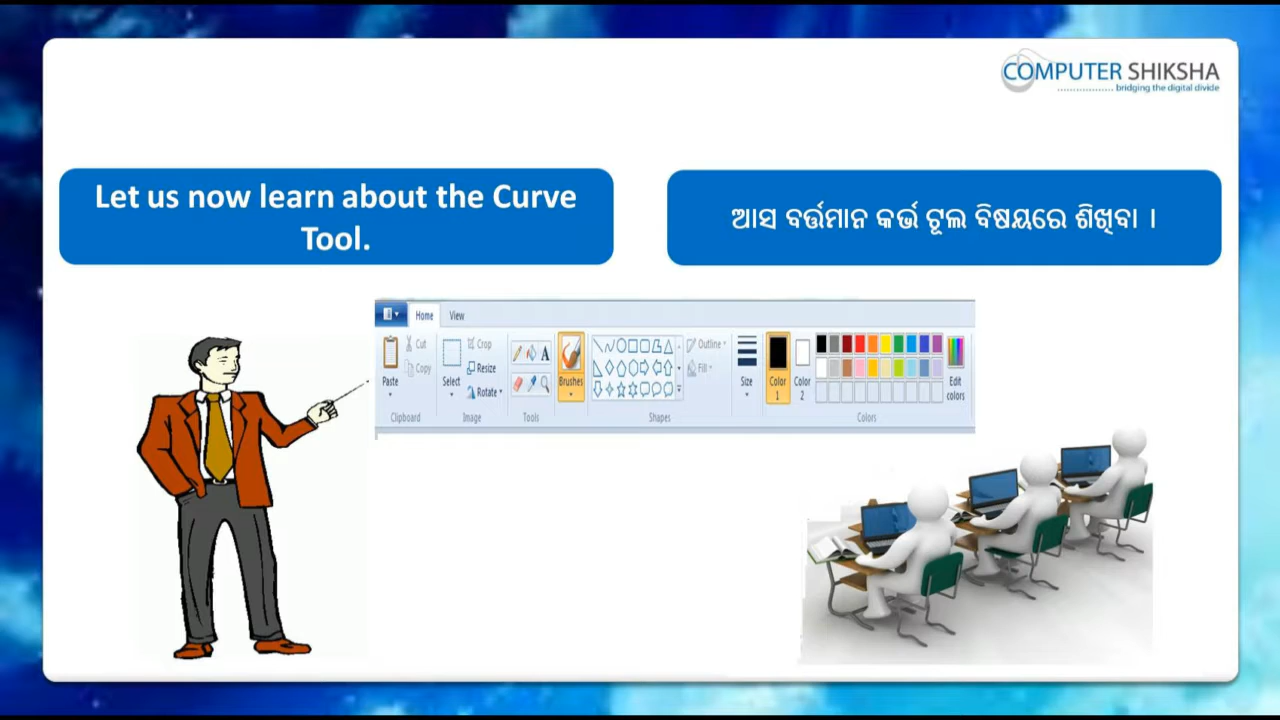 COMPUTER SHIKSHA
bridging the digital divide
Let us now learn about the Curve
Tool.
ଆସ ବର୍ତ୍ତମାନ କର୍ଭ ଟୂଲ ବିଷୟରେ ଶିଖିବା ।
Home View
Cut
Copy
Paste
Clipboard
Crop
Resize
Rotate
Select
Image
A
Tools
Brushes
Outline
Fill
Shapes
Size
Color
1
Color
2
Edit
colors
Colors